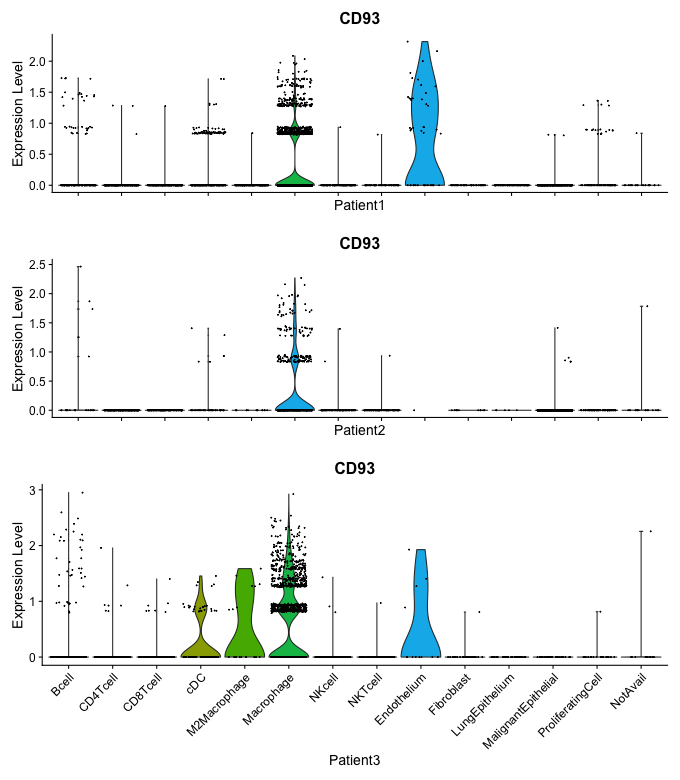 CD93
Expression Level
2.0
1.5
1.0
0.5
0.0
Patient1
CD93
Expression Level
2.5
2.0
1.5
1.0
0.5
0.0
Patient2
CD93
Expression Level
3
2
1
0
Bcell
CD4Tcell
CD8Tcell
cDC
M2Macrophage
Macrophage
NKcell
NKTcell
Endothelium
Fibroblast
LungEpithelium
MalignantEpithelial
ProliferatingCell
NotAvail
Patient3